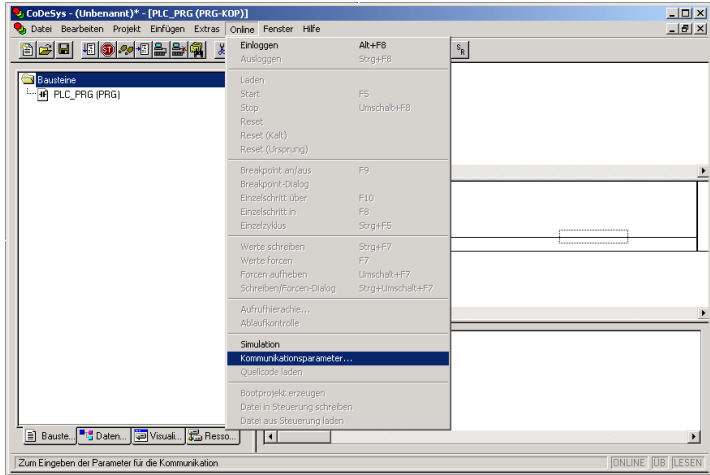 CoDeSys - (Unbenannt)* - [PLC_PRG (PRG-KOP)]
Datei Bearbeiten Projekt Einfügen Extras Online Fenster Hilfe
Einloggen Alt+F8
Ausloggen Strg+F8
Laden
Start F5
Stop Umschalt+F8
Reset
Reset (Kalt)
Reset (Ursprung)
Breakpoint an/aus F9
Breakpoint-Dialog
Einzelschritt über F10
Einzelschritt in F8
Einzelzyklus Strg+F5
Werte schreiben Strg+F7
Werte forcen F7
Forcen aufheben Umschalt+F7
Schreiben/Forcen-Dialog Strg+Umschalt+F7
Aufrufhierachie...
Ablaufkontrolle
Simulation
Kommunikationsparameter...
Quellcode laden
Bootprojekt erzeugen
Datei in Steuerung schreiben
Datei aus Steuerung laden
S R
Bausteine
PLC_PRG (PRG)
Bauste... Daten... Visuali... Resso...
Zum Eingeben der Parameter für die Kommunikation ONLINE ÜB LESEN